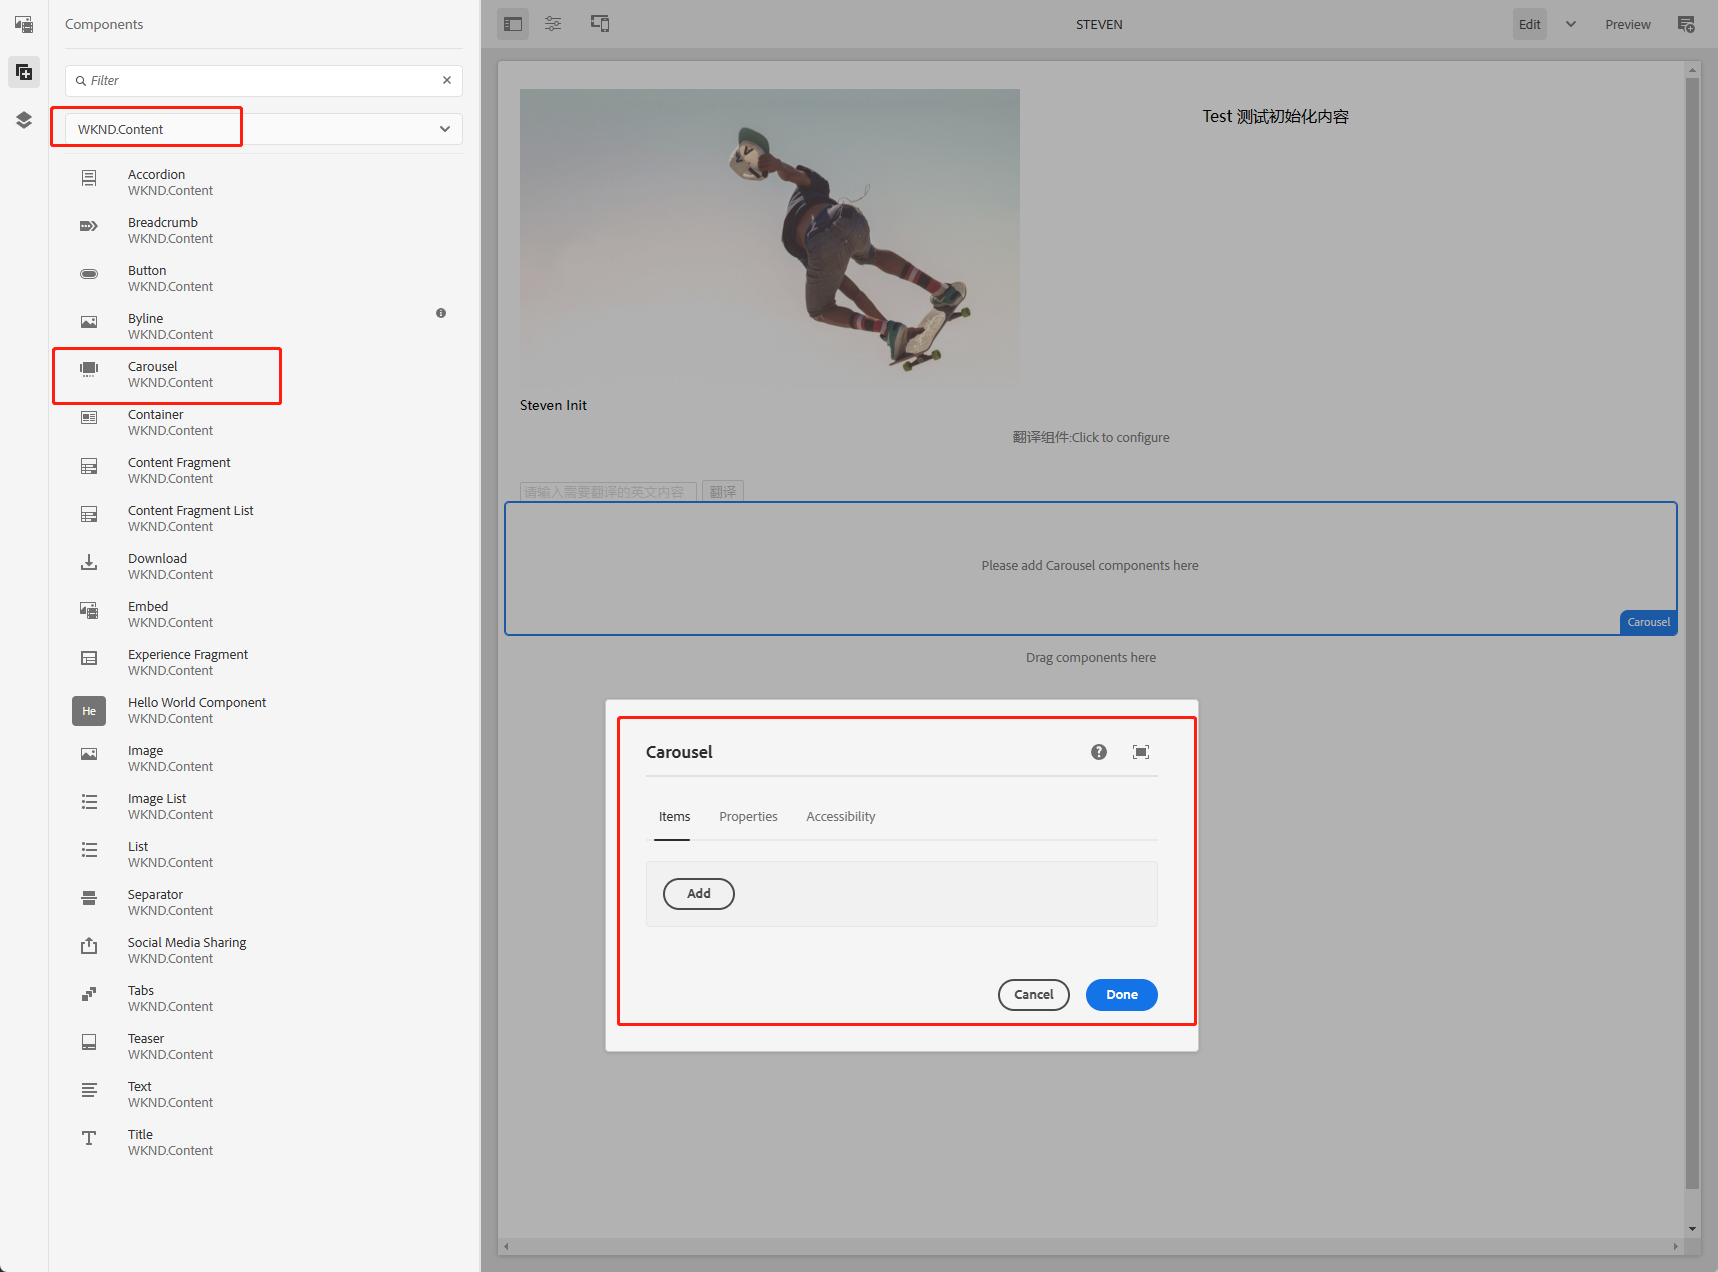 Components
Filter
WKND.Content
Accordion
WKND.Content
Breadcrumb
WKND.Content
Button
WKND.Content
Byline
WKND.Content
Carousel
WKND.Content
Container
WKND.Content
Content Fragment
WKND.Content
Content Fragment List
WKND.Content
Download
WKND.Content
Embed
WKND.Content
Experience Fragment
WKND.Content
He
Hello World Component
WKND.Content
Image
WKND.Content
Image List
WKND.Content
List
WKND.Content
Separator
WKND.Content
Social Media Sharing
WKND.Content
Tabs
WKND.Content
Teaser
WKND.Content
Text
WKND.Content
Title
WKND.Content
STEVEN
Edit
Preview
Test 测试初始化内容
Steven Init
翻译组件:Click to configure
请输入需要翻译的英文内容 翻译
Please add Carousel components here
Carousel
Drag components here
Carousel
Items Properties Accessibility
Add
Cancel Done